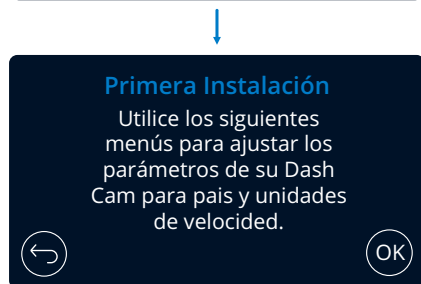 Primera Instalación
Utilice los siguientes
menús para ajustar los
parámetros de su Dash
Cam para pais y unidades
de velocided.
OK